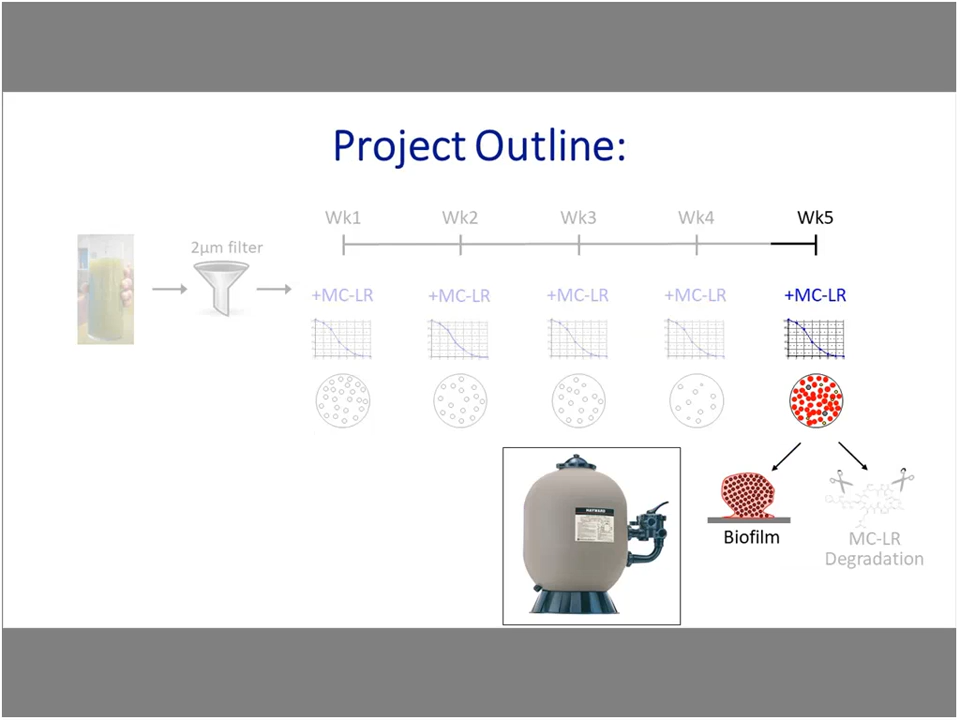 Project Outline:
Wk1 Wk2 Wk3 Wk4 Wk5
2µm filter
+MC-LR +MC-LR +MC-LR +MC-LR +MC-LR
HAYWARD
Biofilm
MC-LR
Degradation